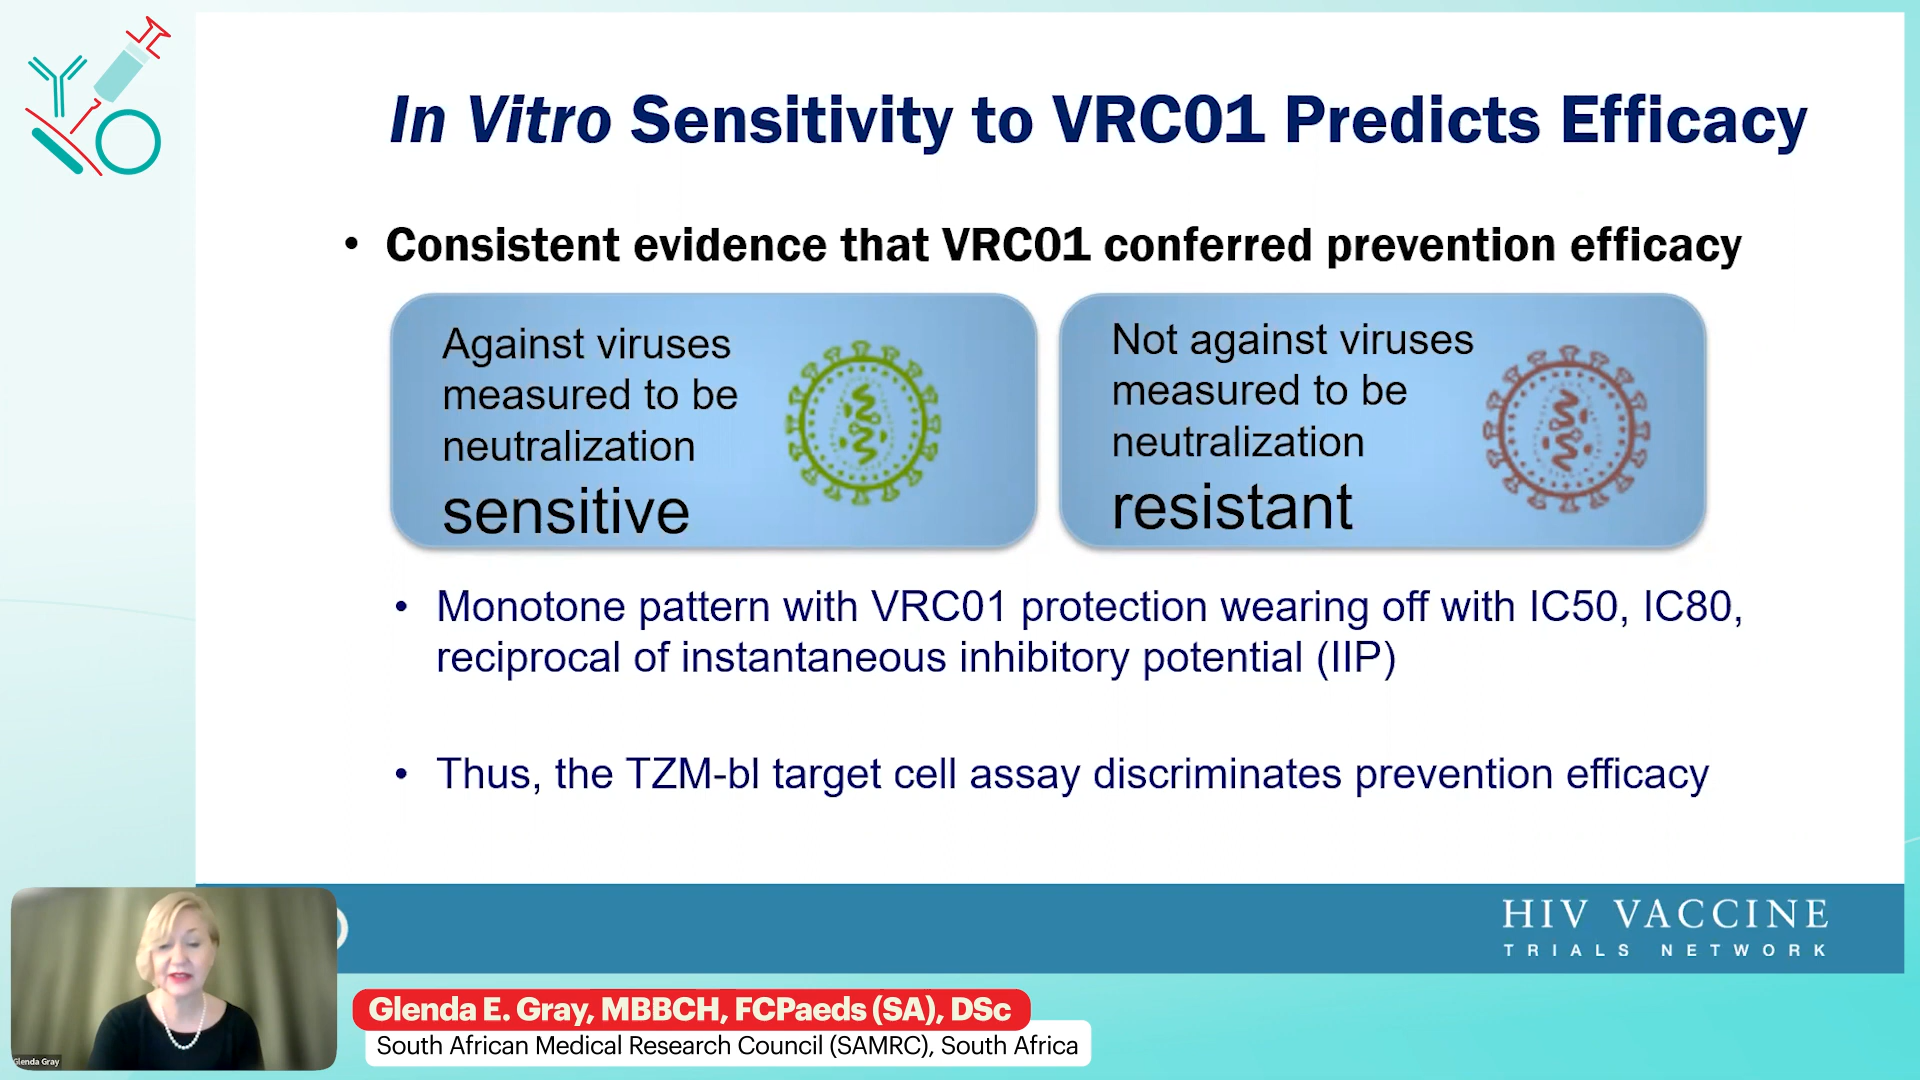 In Vitro Sensitivity to VRC01 Predicts Efficacy
• Consistent evidence that VRC01 conferred prevention efficacy
Against viruses
measured to be
neutralization
sensitive
Not against viruses
measured to be
neutralization
resistant
• Monotone pattern with VRC01 protection wearing off with IC50, IC80,
reciprocal of instantaneous inhibitory potential (IIP)
• Thus, the TZM-bl target cell assay discriminates prevention efficacy
HIV VACCINE
TRIALS NETWORK
Glenda Gray
Glenda E. Gray, MBBCH, FCPaeds (SA), DSc
South African Medical Research Council (SAMRC), South Africa